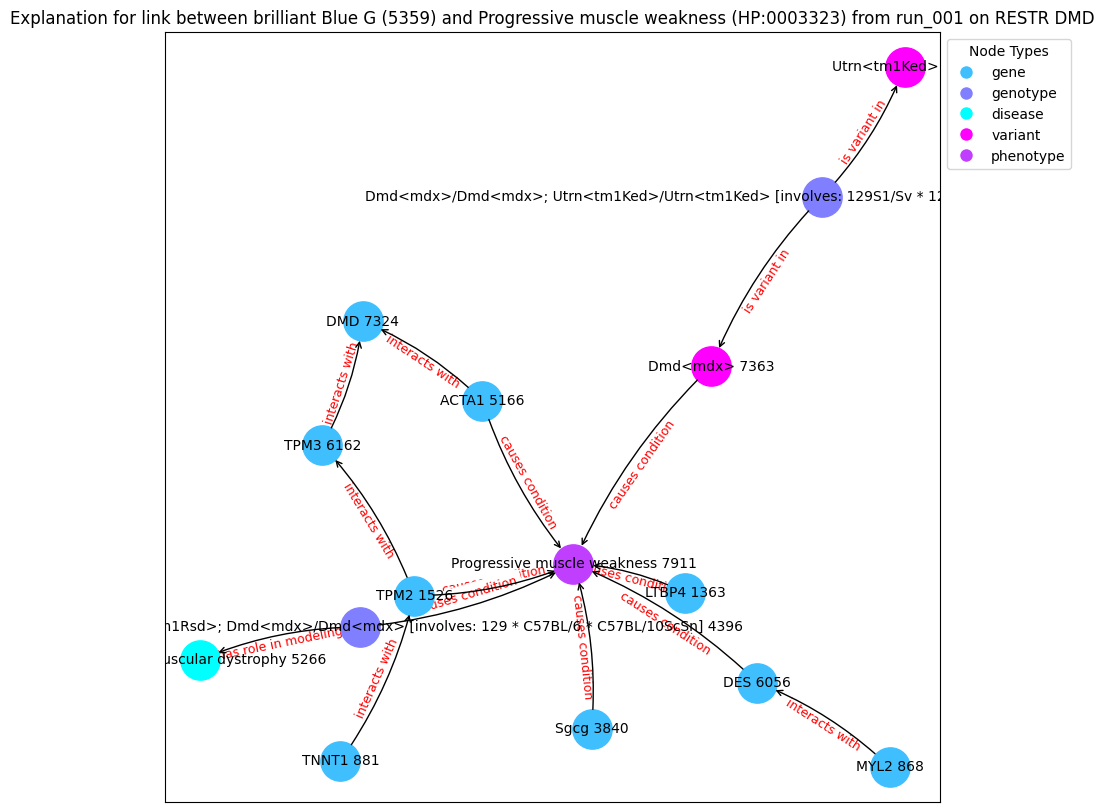 Explanation for link between brilliant Blue G (5359) and Progressive muscle weakness (HP:0003323) from run_001 on RESTR DMD
Node Types
gene
genotype
disease
variant
phenotype
Utrn<tm1Ked>
is variant in
Dmd<mdx>/Dmd<mdx>; Utrn<tm1Ked>/Utrn<tm1Ked> [involves: 129S1/Sv * 12
is variant in
DMD 7324
interacts with
interacts with
Dmd<mdx> 7363
ACTA1 5166
TPM3 6162
causes condition
causes condition
interacts with
Progressive muscle weakness 7911
causes condition
TPM2 1526
LTBP4 1363
causes condition
causes condition
m1Rsd>; Dmd<mdx>/Dmd<mdx> [involves: 129 * C57BL/6 * C57BL/10ScSn] 4396
has role in modeling
uscular dystrophy 5266
interacts with
DES 6056
interacts with
Sgcg 3840
TNNT1 881
MYL2 868